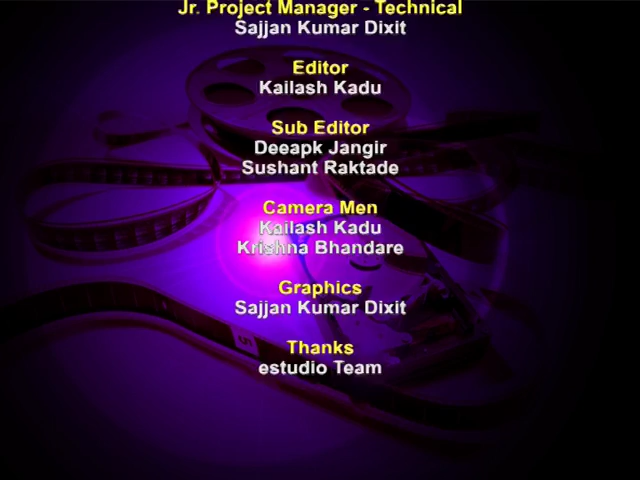 Jr. Project Manager - Technical
Sajjan Kumar Dixit
Editor
Kailash Kadu
Sub Editor
Deeapk Jangir
Sushant Raktade
Camera Men
Kailash Kadu
Krishna Bhandare
Graphics
Sajjan Kumar Dixit
Thanks
estudio Team